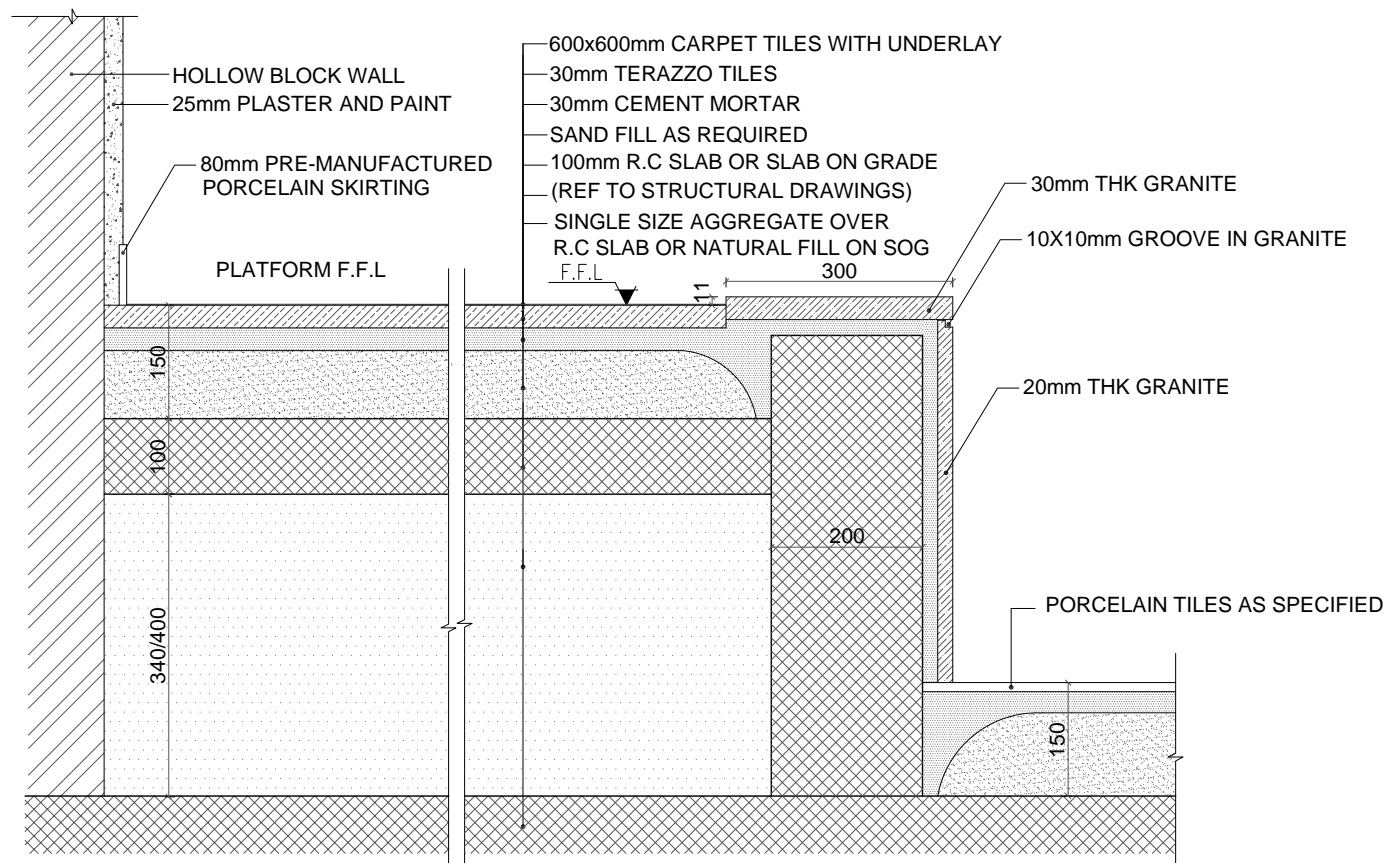 600x600mm CARPET TILES WITH UNDERLAY
HOLLOW BLOCK WALL
30mm TERAZZO TILES
25mm PLASTER AND PAINT
30mm CEMENT MORTAR
SAND FILL AS REQUIRED
80mm PRE-MANUFACTURED
PORCELAIN SKIRTING
100mm R.C SLAB OR SLAB ON GRADE
(REF TO STRUCTURAL DRAWINGS)
30mm THK GRANITE
SINGLE SIZE AGGREGATE OVER
R.C SLAB OR NATURAL FILL ON SOG
10X10mm GROOVE IN GRANITE
PLATFORM F.F.L
F.F.L
300
11
150
20mm THK GRANITE
100
200
PORCELAIN TILES AS SPECIFIED
340/400
150